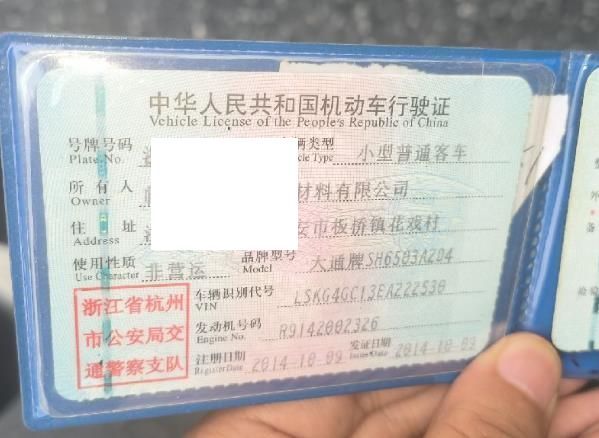 中华人民共和国机动车行驶证
Vehicle License of the People's Republic of China
号牌号码 辆类型 小型普通客车
Plate No. cle Type
所有人 材料有限公司
Owner
住址 安市板桥镇花戏村
Address
使用性质 非营运 品牌型号 大通牌SH6503A2D4
Use Character Model
浙江省杭州
市公安局交
通警察支队
车辆识别代号 LSKG4GC13EA222530
VIN
发动机号码 R9142002326
Engine No.
注册日期 2014-10-09 发证日期 2014-10-09
Register Date Issue Date